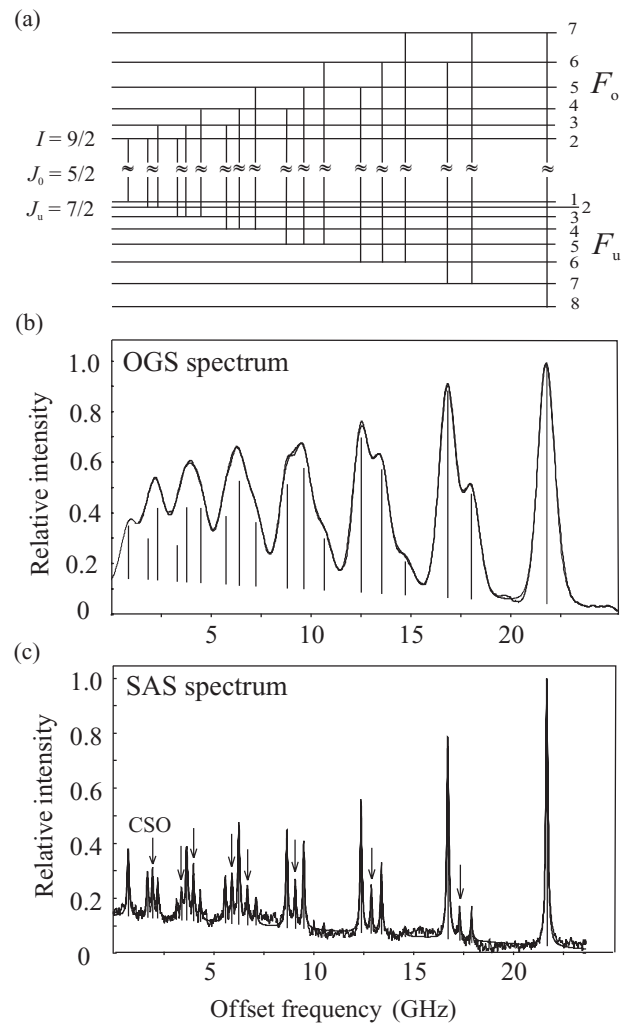 (a)
7
6
5
4
3
2
F_o
I = 9/2
J_0 = 5/2
J_u = 7/2
1
2
3
4
5
6
7
8
F_u
(b)
OGS spectrum
Relative intensity
1.0
0.8
0.6
0.4
0.2
0
5
10
15
20
(c)
SAS spectrum
CSO
Relative intensity
1.0
0.8
0.6
0.4
0.2
0
5
10
15
20
Offset frequency (GHz)